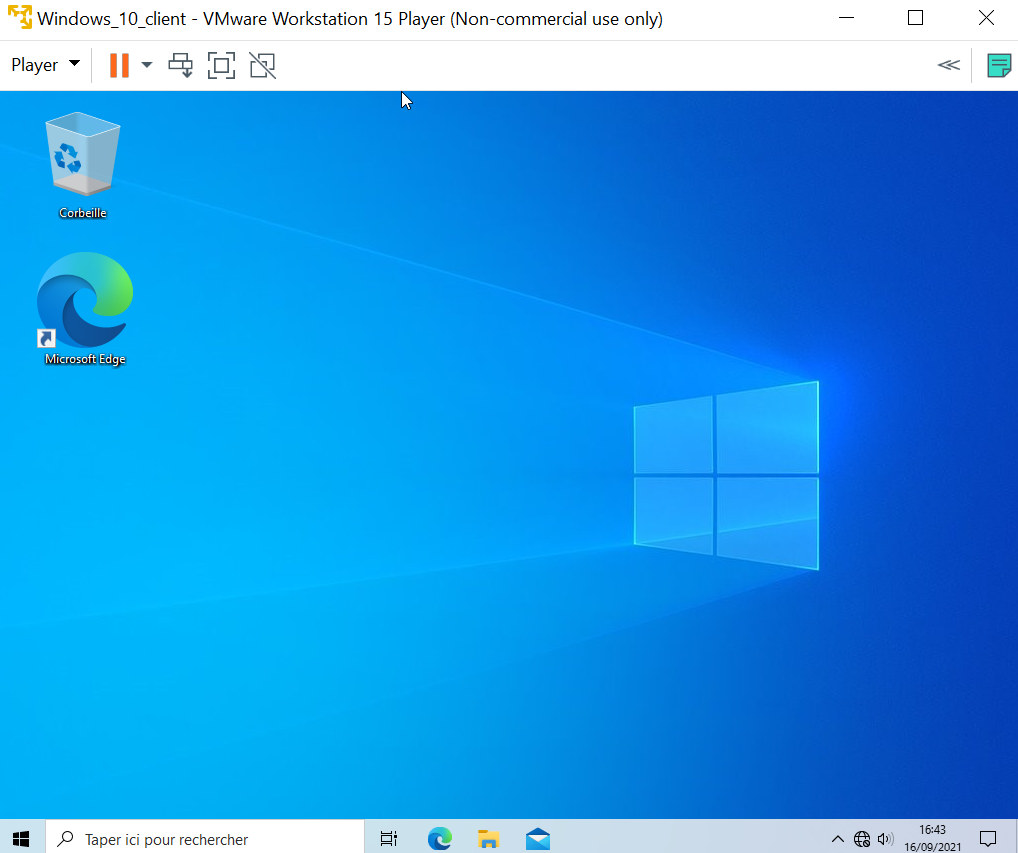 Windows_10_client - VMware Workstation 15 Player (Non-commercial use only)
Player
Corbeille
Microsoft Edge
Taper ici pour rechercher
16:43
16/09/2021